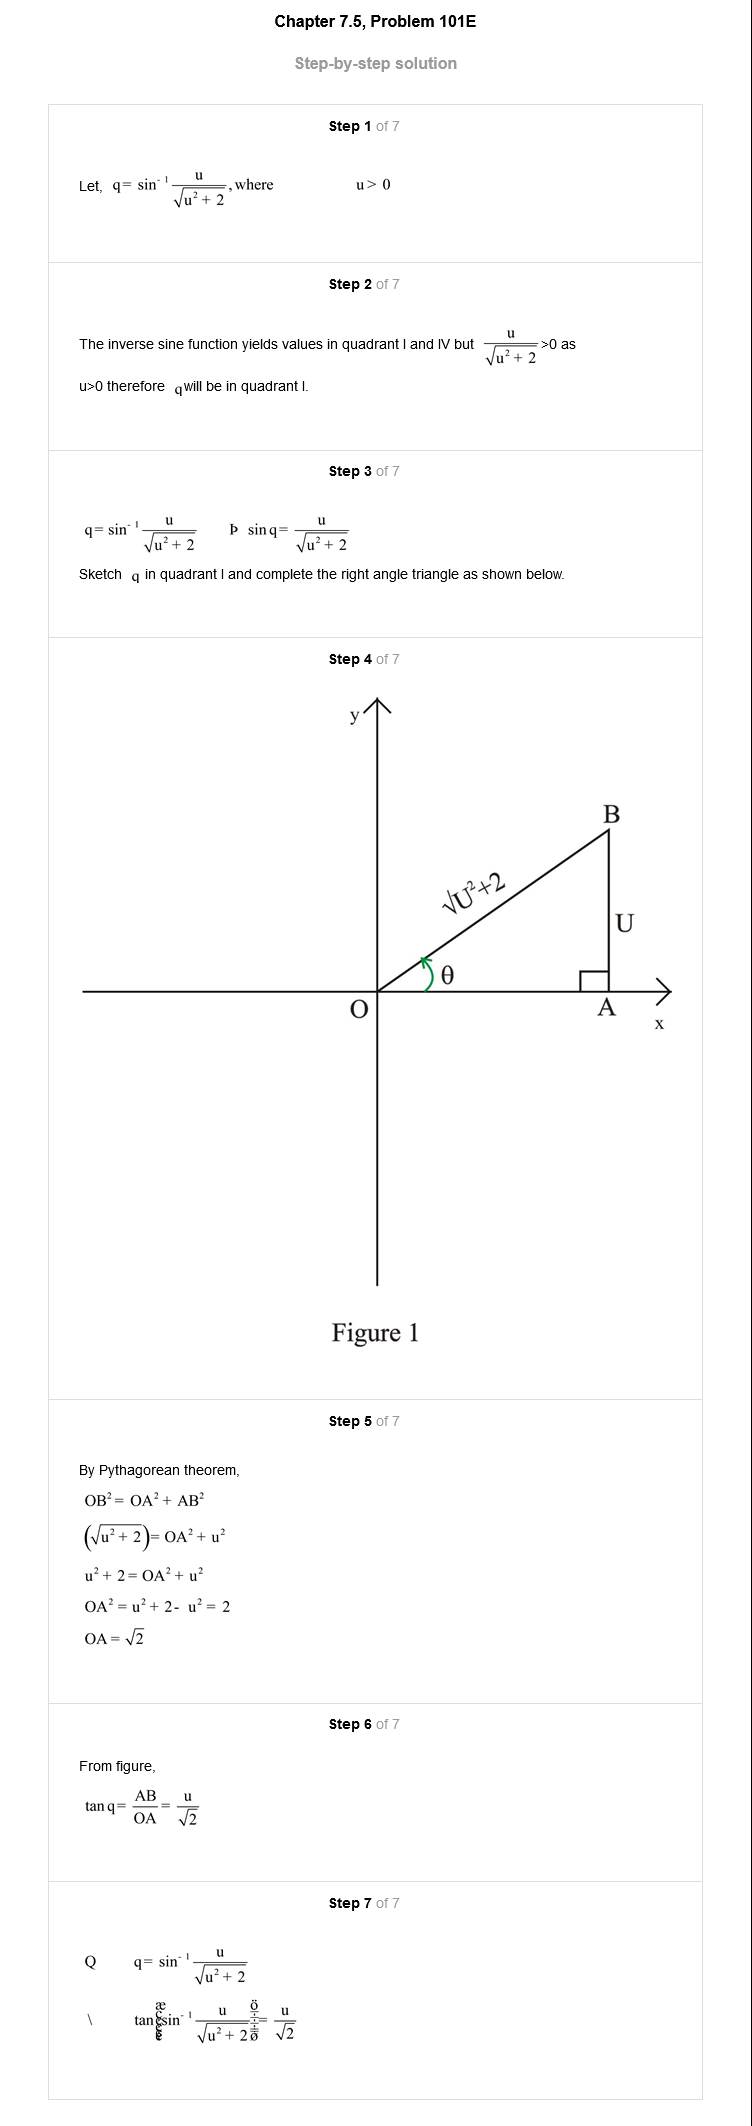 Chapter 7.5, Problem 101E
Step-by-step solution
Step 1 of 7
Let, q= sin⁻¹ u/√(u² + 2) , where u > 0
Step 2 of 7
The inverse sine function yields values in quadrant I and IV but u/√(u² + 2) >0 as
u>0 therefore q will be in quadrant I.
Step 3 of 7
q= sin⁻¹ u/√(u² + 2) Þ sin q= u/√(u² + 2)
Sketch q in quadrant I and complete the right angle triangle as shown below.
Step 4 of 7
y
B
√U²+2
U
θ
O
A
x
Figure 1
Step 5 of 7
By Pythagorean theorem,
OB² = OA² + AB²
(√(u² + 2))= OA² + u²
u² + 2 = OA² + u²
OA² = u² + 2 - u² = 2
OA = √2
Step 6 of 7
From figure,
tan q= AB/OA = u/√2
Step 7 of 7
Q q= sin⁻¹ u/√(u² + 2)
\ tan sin⁻¹ u/√(u² + 2) = u/√2